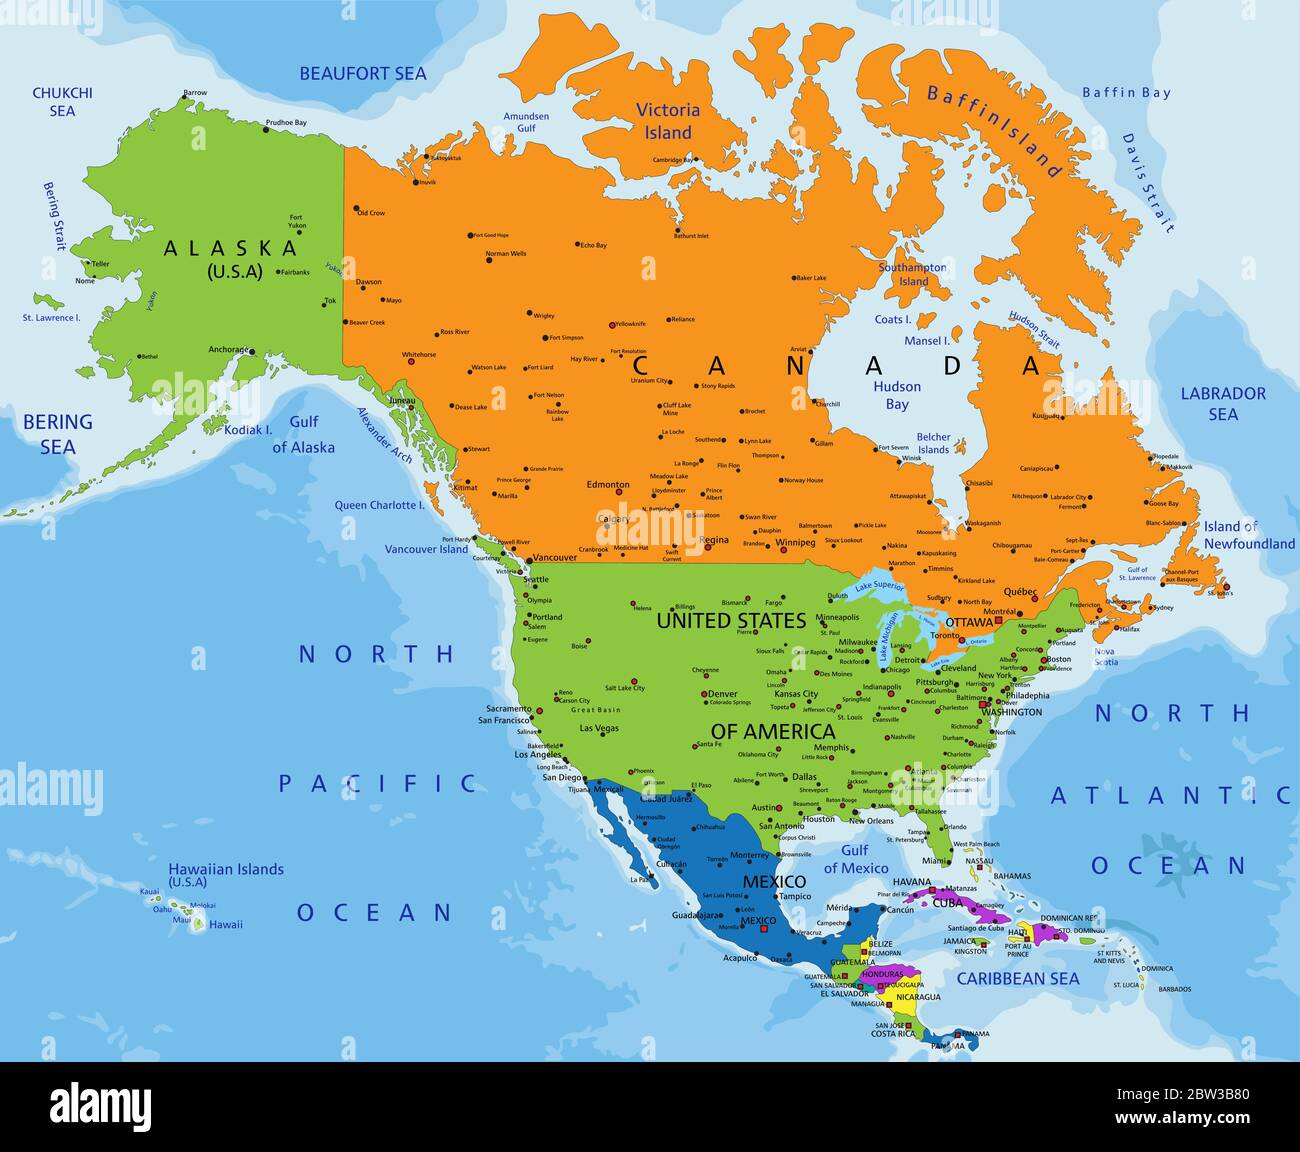 BEAUFORT SEA
CHUKCHI
SEA
Barrow
Prudhoe Bay
Amundsen
Gulf
Victoria
Island
Baffin Island
Baffin Bay
Davis Strait
Cambridge Bay
Tuktoyaktuk
Inuvik
Old Crow
Fort Good Hope
Echo Bay
Bathurst Inlet
Norman Wells
Bering Strait
Fort
Yukon
ALASKA
(U.S.A)
Teller
Nome
Fairbanks
Yukon
Yukon
Dawson
Mayo
Tok
Baker Lake
Southampton
Island
St. Lawrence I.
Beaver Creek
Wrigley
Yellowknife
Reliance
Coats I.
Mansel I.
Hudson Strait
Ross River
Fort Simpson
Bethel
Anchorage
Whitehorse
Hay River
Fort Resolution
Arviat
CANADA
Watson Lake
Fort Liard
Uranium City
Stony Rapids
Hudson
Bay
LABRADOR
SEA
BERING
SEA
Kodiak I.
Gulf
of Alaska
Alexander Arch
Juneau
Dease Lake
Fort Nelson
Rainbow
Lake
Cluff Lake
Mine
Brochet
Churchill
Kuujjuaq
Stewart
La Loche
Southend
Lynn Lake
Gillam
Fort Severn
Winisk
Belcher
Islands
Thompson
Kitimat
Prince George
Grande Prairie
Marilla
La Ronge
Flin Flon
Meadow Lake
Norway House
Caniapiscau
Hopedale
Makkovik
Edmonton
Lloydminster
Prince
Albert
Attawapiskat
Chisasibi
Nitchequon
Labrador City
Fermont
Goose Bay
Queen Charlotte I.
N. Battleford
Saskatoon
Calgary
Swan River
Dauphin
Balmertown
Pickle Lake
Moosonee
Waskaganish
Blanc-Sablon
Island of
Newfoundland
Port Hardy
Vancouver Island
Courtenay
Powell River
Victoria
Vancouver
Cranbrook
Medicine Hat
Swift
Current
Regina
Brandon
Winnipeg
Sioux Lookout
Nakina
Kapuskasing
Chibougamau
Sept-Îles
Port-Cartier
Baie-Comeau
Gulf of
St. Lawrence
Channel-Port
aux Basques
St. John's
Seattle
Olympia
Portland
Salem
Eugene
Marathon
Timmins
Kirkland Lake
Lake Superior
Québec
Fredericton
Charlottetown
Sydney
Helena
Billings
Bismarck
Fargo
Duluth
Sudbury
North Bay
Montréal
OTTAWA
St. John
Halifax
UNITED STATES
Minneapolis
St. Paul
Pierre
Lake Michigan
Toronto
Ontario
Montpelier
Augusta
Portland
Nova
Scotia
Boise
Sioux Falls
Cedar Rapids
Milwaukee
Madison
Rockford
Lansing
Detroit
Chicago
Lake Erie
Cleveland
Concord
Albany
Boston
Hartford
Providence
Cheyenne
Omaha
Lincoln
Des Moines
Pittsburgh
New York
Trenton
Harrisburg
Philadephia
Salt Lake City
Reno
Carson City
Great Basin
Denver
Colorado Springs
Kansas City
Topeka
Jefferson City
Springfield
St. Louis
Indianapolis
Columbus
Cincinnati
Frankfort
Evansville
Charleston
Baltimore
Dover
WASHINGTON
Richmond
Norfolk
Sacramento
San Francisco
Salinas
Las Vegas
OF AMERICA
Santa Fe
Oklahoma City
Memphis
Little Rock
Nashville
Durham
Raleigh
Charlotte
Bakersfield
Los Angeles
Long Beach
San Diego
Phoenix
Tucson
El Paso
Abilene
Fort Worth
Dallas
Shreveport
Birmingham
Jackson
Montgomery
Atlanta
Macon
Columbus
Columbia
Charleston
Savannah
Tijuana
Mexicali
Ciudad Juárez
Austin
San Antonio
Beaumont
Houston
Baton Rouge
Mobile
New Orleans
Tallahassee
Hermosillo
Chihuahua
Ciudad
Obregón
Corpus Christi
Brownsville
Tampa
St. Petersburg
Orlando
West Palm Beach
Miami
Gulf
of Mexico
NASSAU
BAHAMAS
NORTH
PACIFIC
OCEAN
NORTH
ATLANTIC
OCEAN
Hawaiian Islands
(U.S.A)
Kauai
Oahu
Molokai
Maui
Hawaii
La Paz
Culiacán
Torreón
Monterrey
MEXICO
San Luis Potosí
Tampico
León
Guadalajara
Morelia
MEXICO
Veracruz
Acapulco
Oaxaca
Mérida
Cancún
Campeche
HAVANA
Matanzas
Pinar del Rio
CUBA
Camagüey
Santiago de Cuba
DOMINICAN REP.
HAITI
STO. DOMINGO
PORT AU
PRINCE
JAMAICA
KINGSTON
BELIZE
BELMOPAN
GUATEMALA
GUATEMALA
HONDURAS
TEGUCIGALPA
SAN SALVADOR
EL SALVADOR
NICARAGUA
MANAGUA
SAN JOSE
COSTA RICA
PANAMA
PANAMA
CARIBBEAN SEA
ST KITTS
AND NEVIS
DOMINICA
ST. LUCIA
BARBADOS
alamy
Image ID: 2BW3B80
www.alamy.com